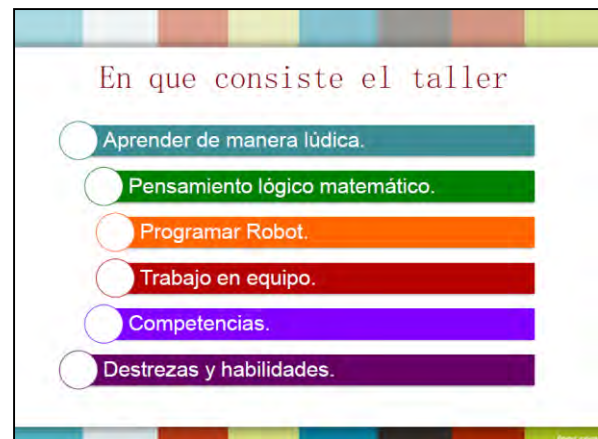 En que consiste el taller
Aprender de manera lúdica.
Pensamiento lógico matemático.
Programar Robot.
Trabajo en equipo.
Competencias.
Destrezas y habilidades.